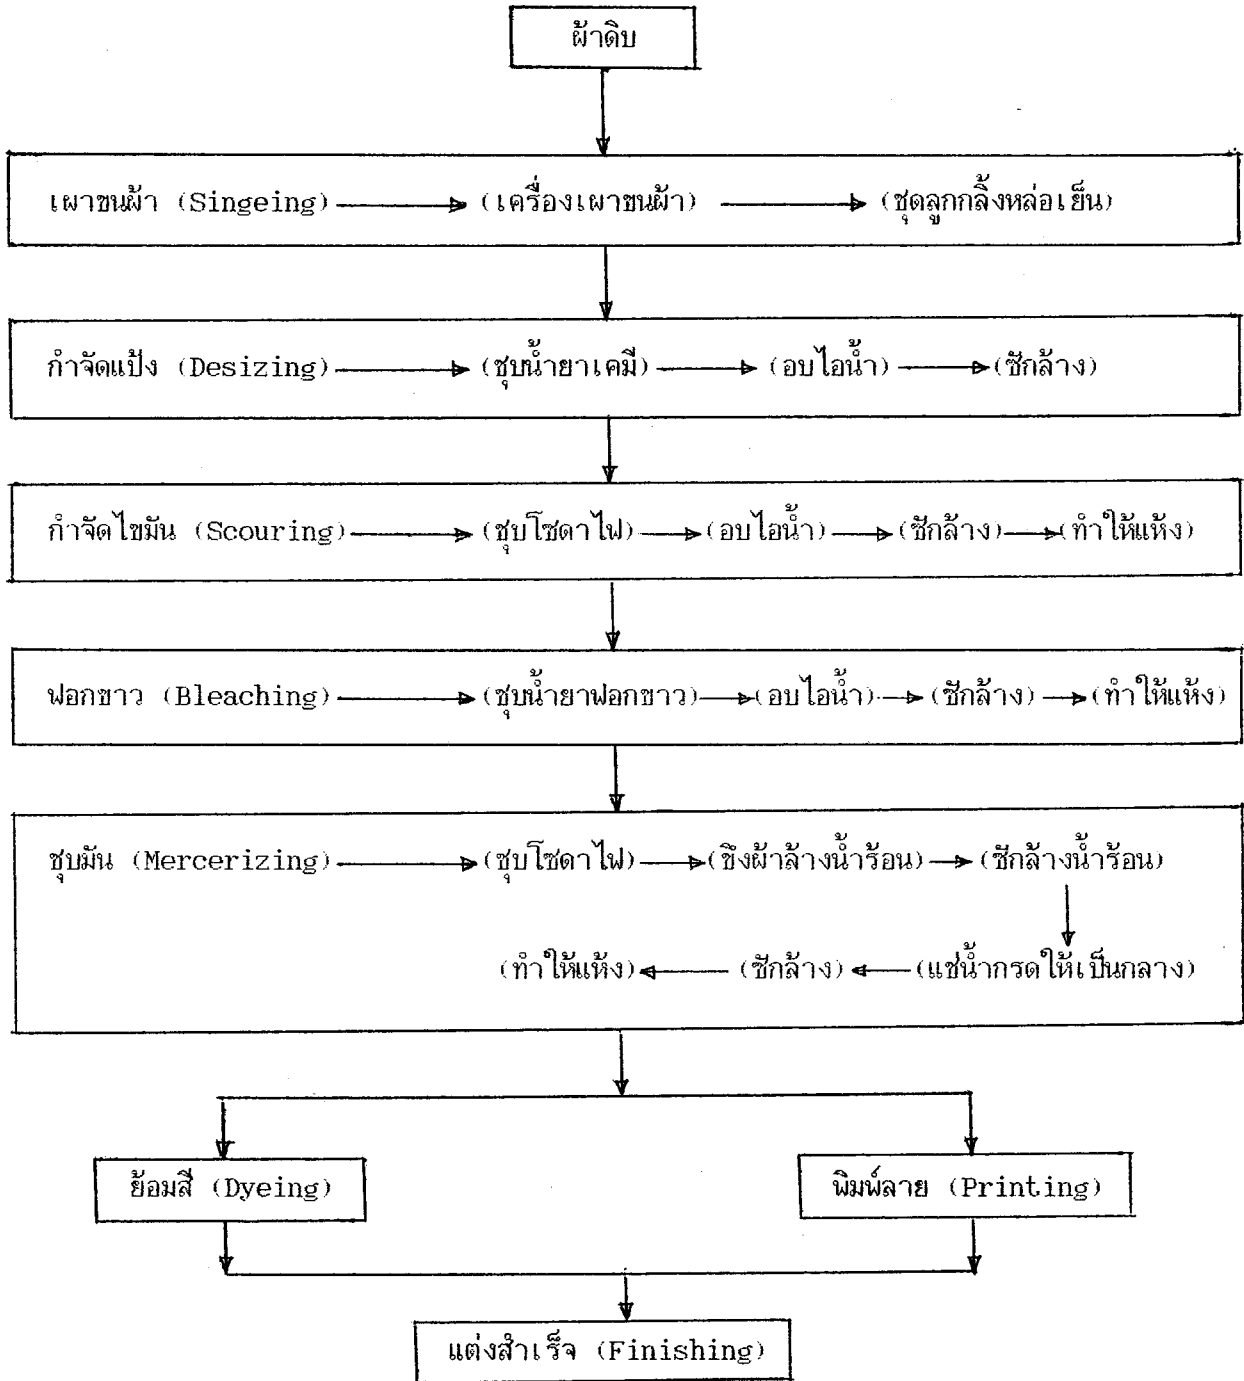 ผ้าดิบ
เผาขนผ้า (Singeing) (เครื่องเผาขนผ้า) (ชุดลูกกลิ้งหล่อเย็น)
กำจัดแป้ง (Desizing) (ชุบน้ำยาเคมี) (อบไอน้ำ) (ซักล้าง)
กำจัดไขมัน (Scouring) (ชุบโซดาไฟ) (อบไอน้ำ) (ซักล้าง) (ทำให้แห้ง)
ฟอกขาว (Bleaching) (ชุบน้ำยาฟอกขาว) (อบไอน้ำ) (ซักล้าง) (ทำให้แห้ง)
ชุบมัน (Mercerizing) (ชุบโซดาไฟ) (ขึงผ้าล้างน้ำร้อน) (ซักล้างน้ำร้อน)
(ทำให้แห้ง) (ซักล้าง) (แช่น้ำกรดให้เป็นกลาง)
ย้อมสี (Dyeing) พิมพ์ลาย (Printing)
แต่งสำเร็จ (Finishing)